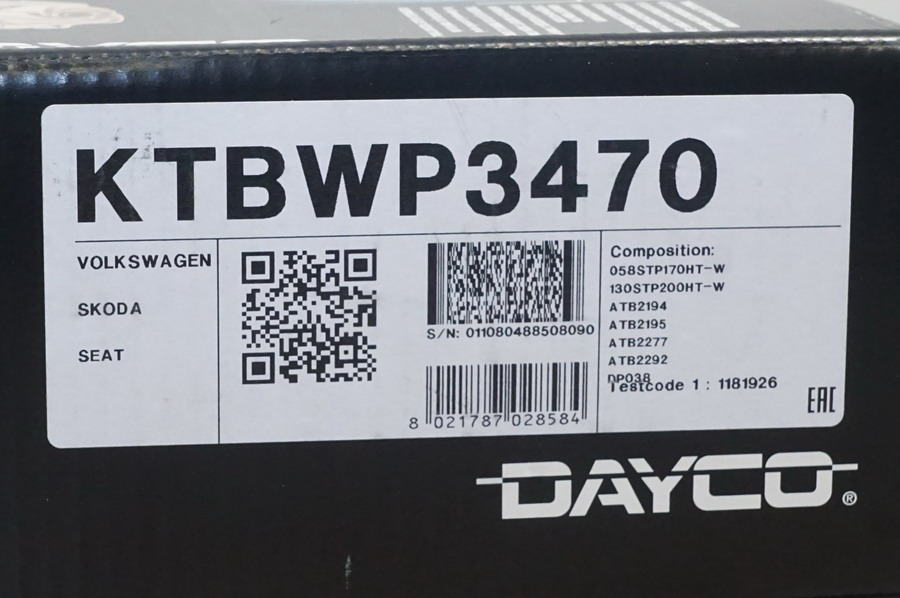 KTBWP3470
VOLKSWAGEN
SKODA
SEAT
S/N: 011080488508090
8 021787 028584
Composition:
058STP170HT-W
130STP200HT-W
ATB2194
ATB2195
ATB2277
ATB2292
DP038
Testcode 1 : 1181926
EAC
DAYCO®